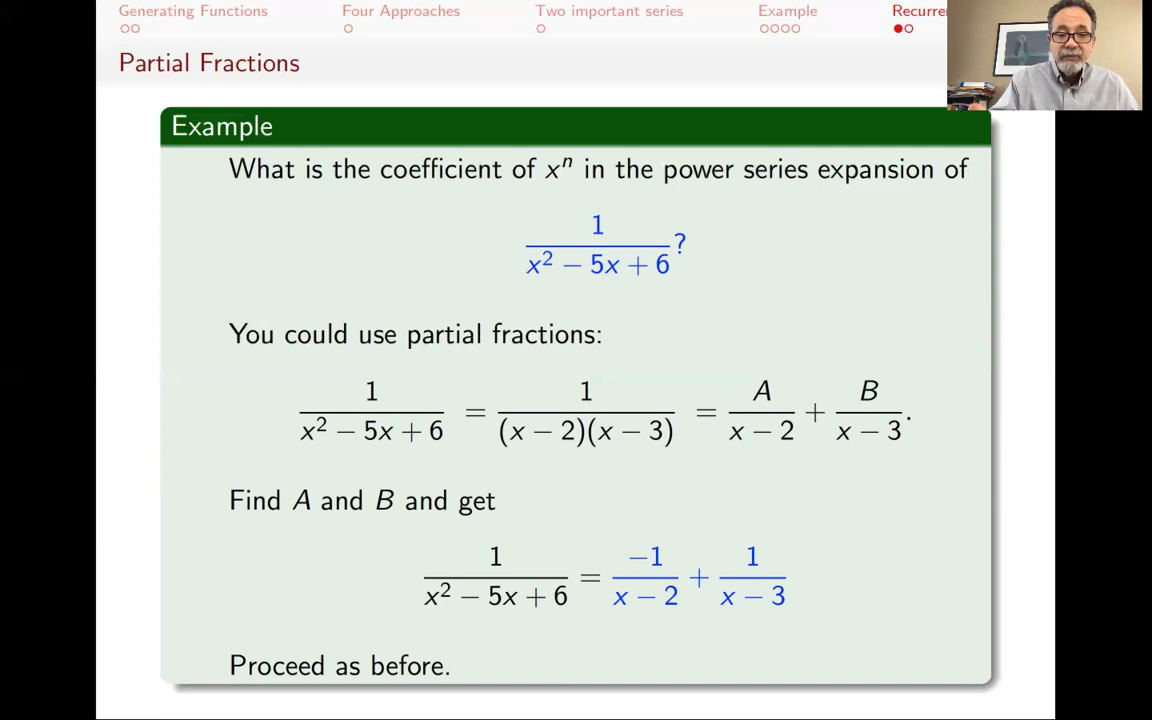 Generating Functions Four Approaches Two important series Example
Partial Fractions
Example
What is the coefficient of xⁿ in the power series expansion of
1/(x² − 5x + 6)?
You could use partial fractions:
1/(x² − 5x + 6) = 1/((x − 2)(x − 3)) = A/(x − 2) + B/(x − 3).
Find A and B and get
1/(x² − 5x + 6) = −1/(x − 2) + 1/(x − 3)
Proceed as before.